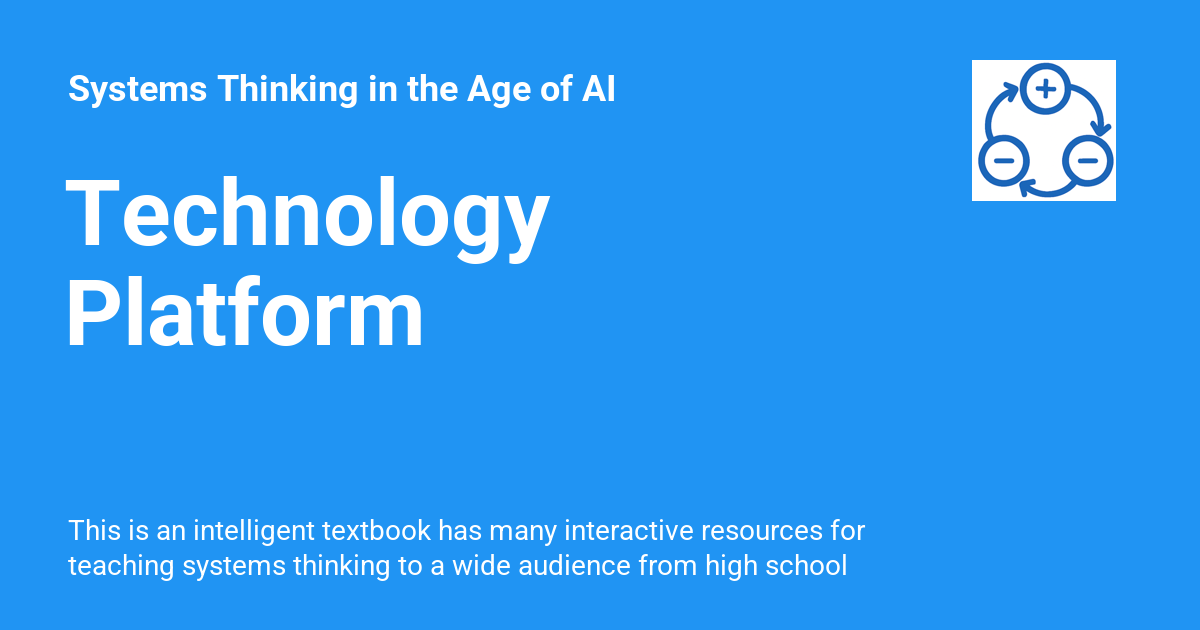 Systems Thinking in the Age of AI
Technology
Platform
This is an intelligent textbook has many interactive resources for
teaching systems thinking to a wide audience from high school